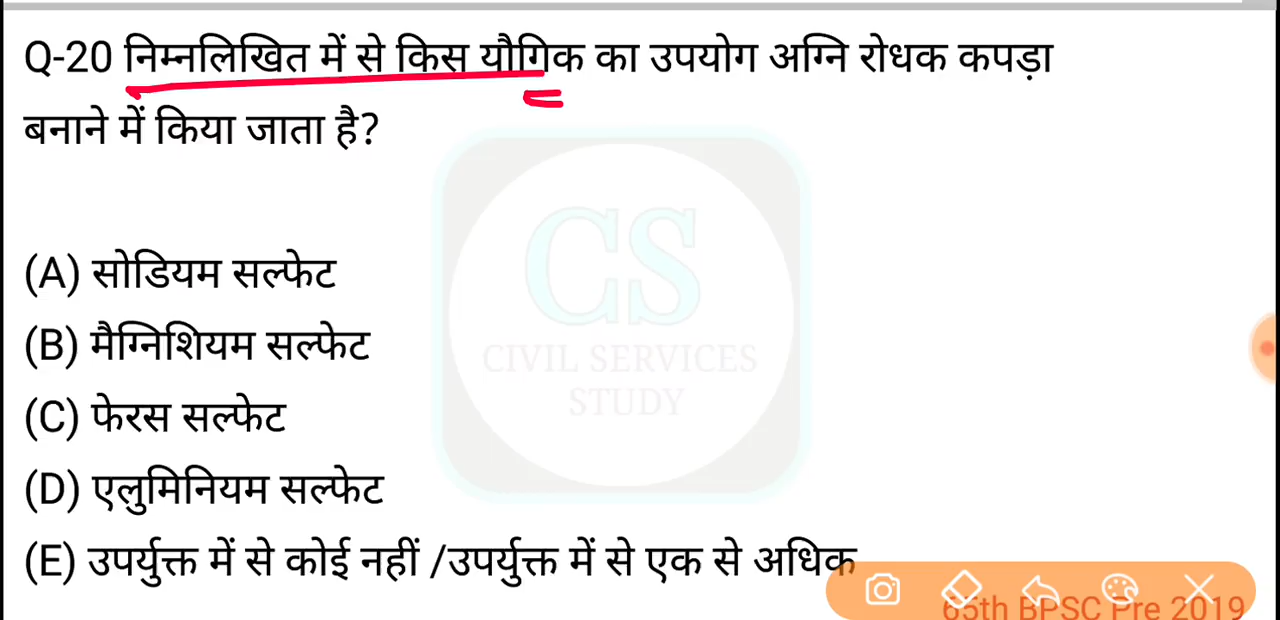 Q-20 निम्नलिखित में से किस यौगिक का उपयोग अग्नि रोधक कपड़ा
बनाने में किया जाता है?
CS
CIVIL SERVICES
STUDY
(A) सोडियम सल्फेट
(B) मैग्निशियम सल्फेट
(C) फेरस सल्फेट
(D) एलुमिनियम सल्फेट
(E) उपर्युक्त में से कोई नहीं /उपर्युक्त में से एक से अधिक
65th BPSC Pre 2019